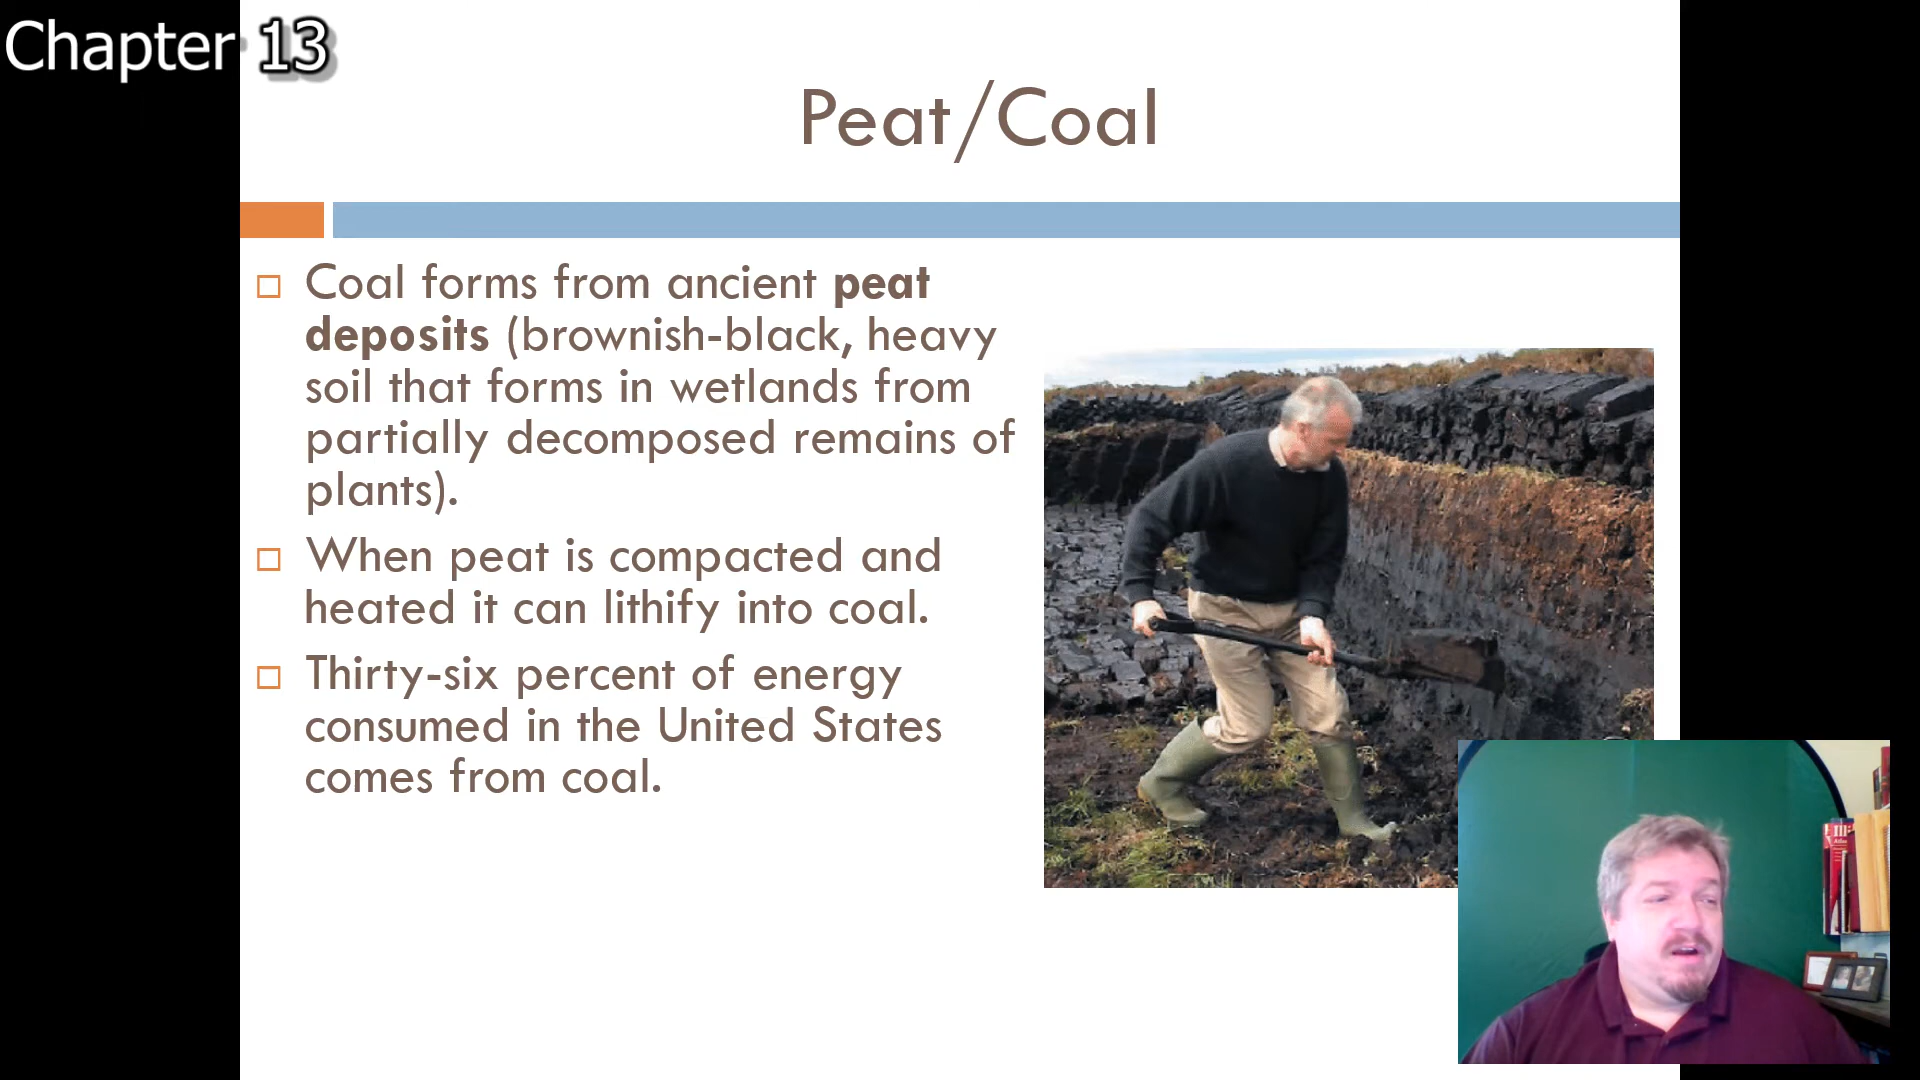 Chapter 13
Peat/Coal
Coal forms from ancient peat
deposits (brownish-black, heavy
soil that forms in wetlands from
partially decomposed remains of
plants).
When peat is compacted and
heated it can lithify into coal.
Thirty-six percent of energy
consumed in the United States
comes from coal.